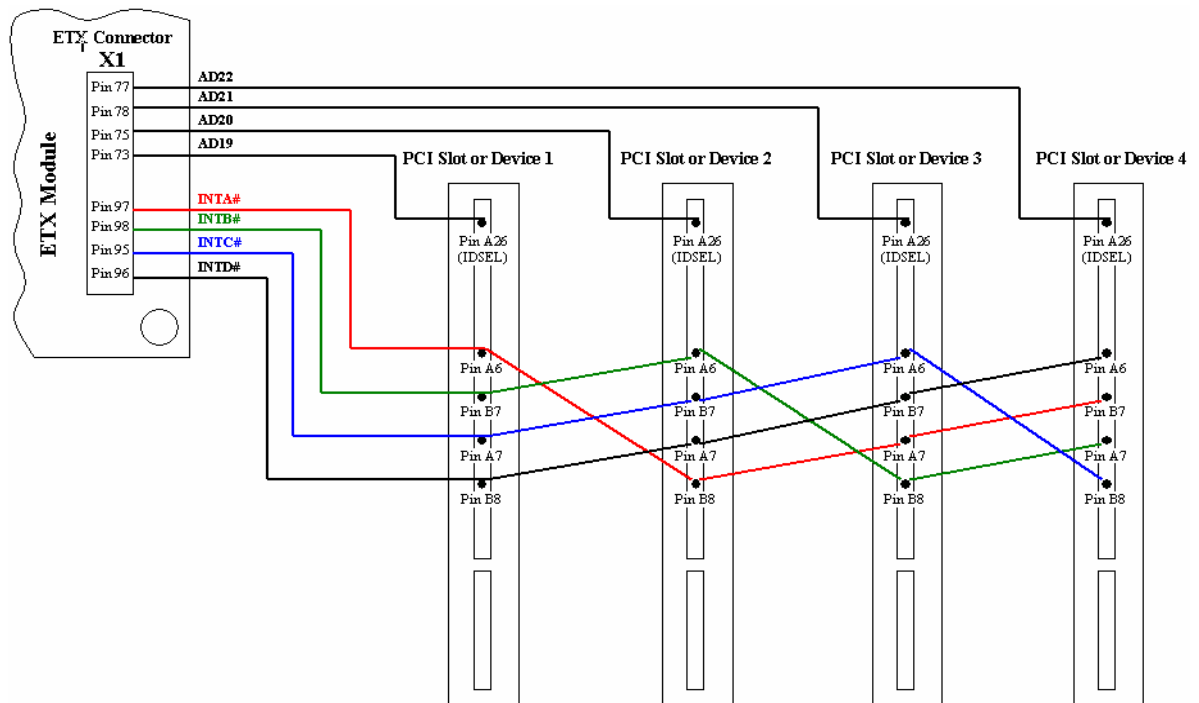 ETX Connector
X1
ETX Module
Pin 77
Pin 78
Pin 75
Pin 73
Pin 97
Pin 98
Pin 95
Pin 96
AD22
AD21
AD20
AD19
INTA#
INTB#
INTC#
INTD#
PCI Slot or Device 1
PCI Slot or Device 2
PCI Slot or Device 3
PCI Slot or Device 4
Pin A26
(IDSEL)
Pin A6
Pin B7
Pin A7
Pin B8
Pin A26
(IDSEL)
Pin A6
Pin B7
Pin A7
Pin B8
Pin A26
(IDSEL)
Pin A6
Pin B7
Pin A7
Pin B8
Pin A26
(IDSEL)
Pin A6
Pin B7
Pin A7
Pin B8